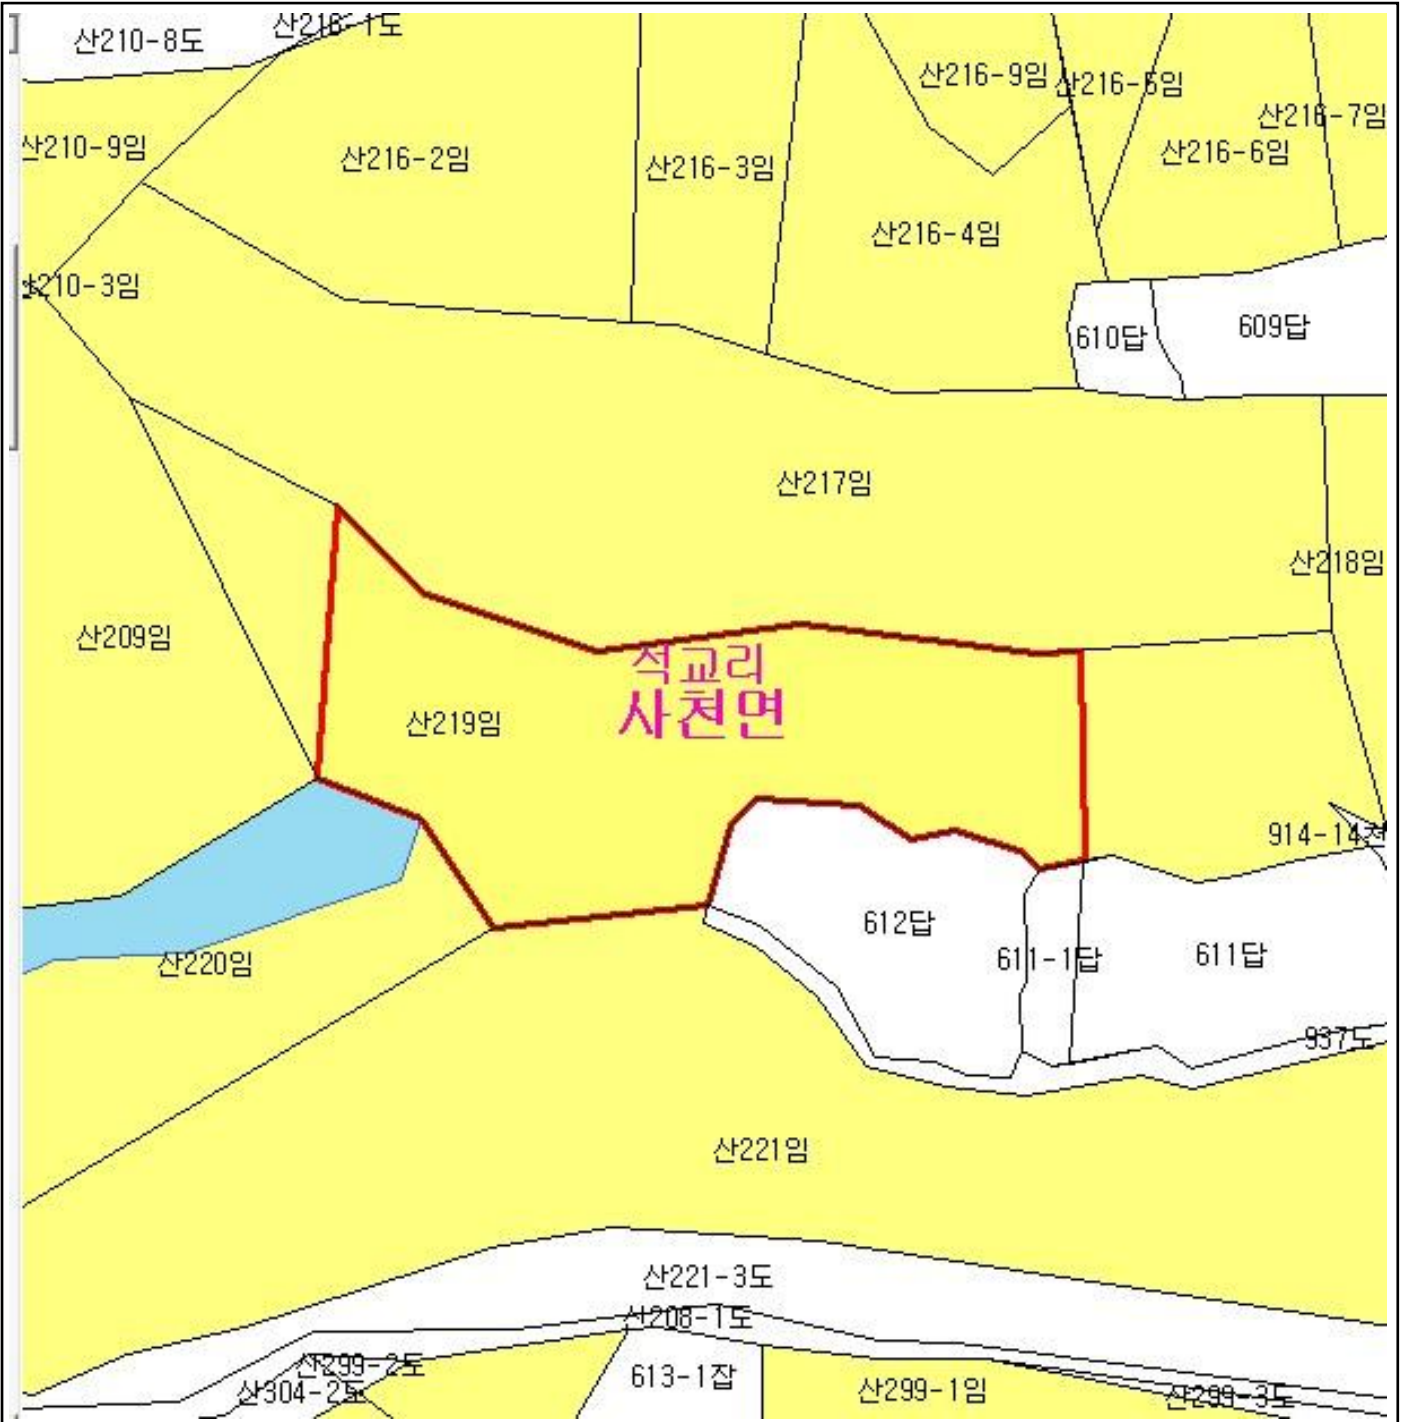 산210-8도
산216-1도
산216-9임
산216-5임
산216-7임
산210-9임
산216-2임
산216-3임
산216-6임
산216-4임
산210-3임
610답
609답
산217임
산218임
산209임
석교리
사천면
산219임
914-14천
612답
611-1답
611답
산220임
937도
산221임
산221-3도
산208-1도
산299-2도
산304-2도
613-1잡
산299-1임
산299-3도